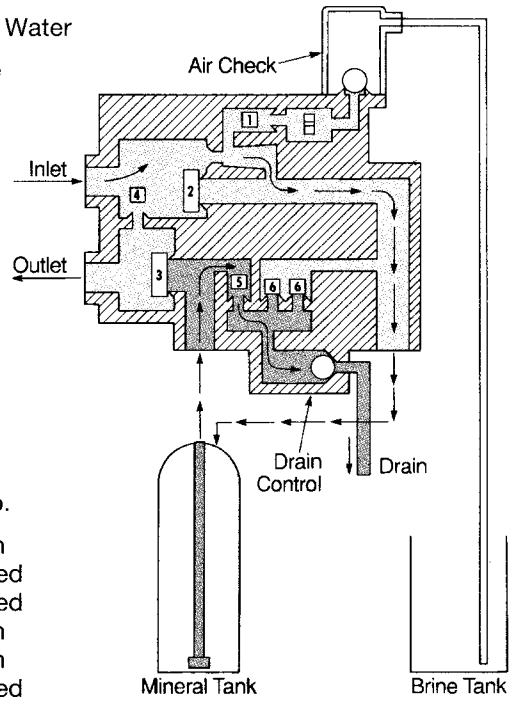 Water
Air Check
1
Inlet
2
4
Outlet
3
5
6
6
Drain
Control
Drain
Mineral Tank
Brine Tank